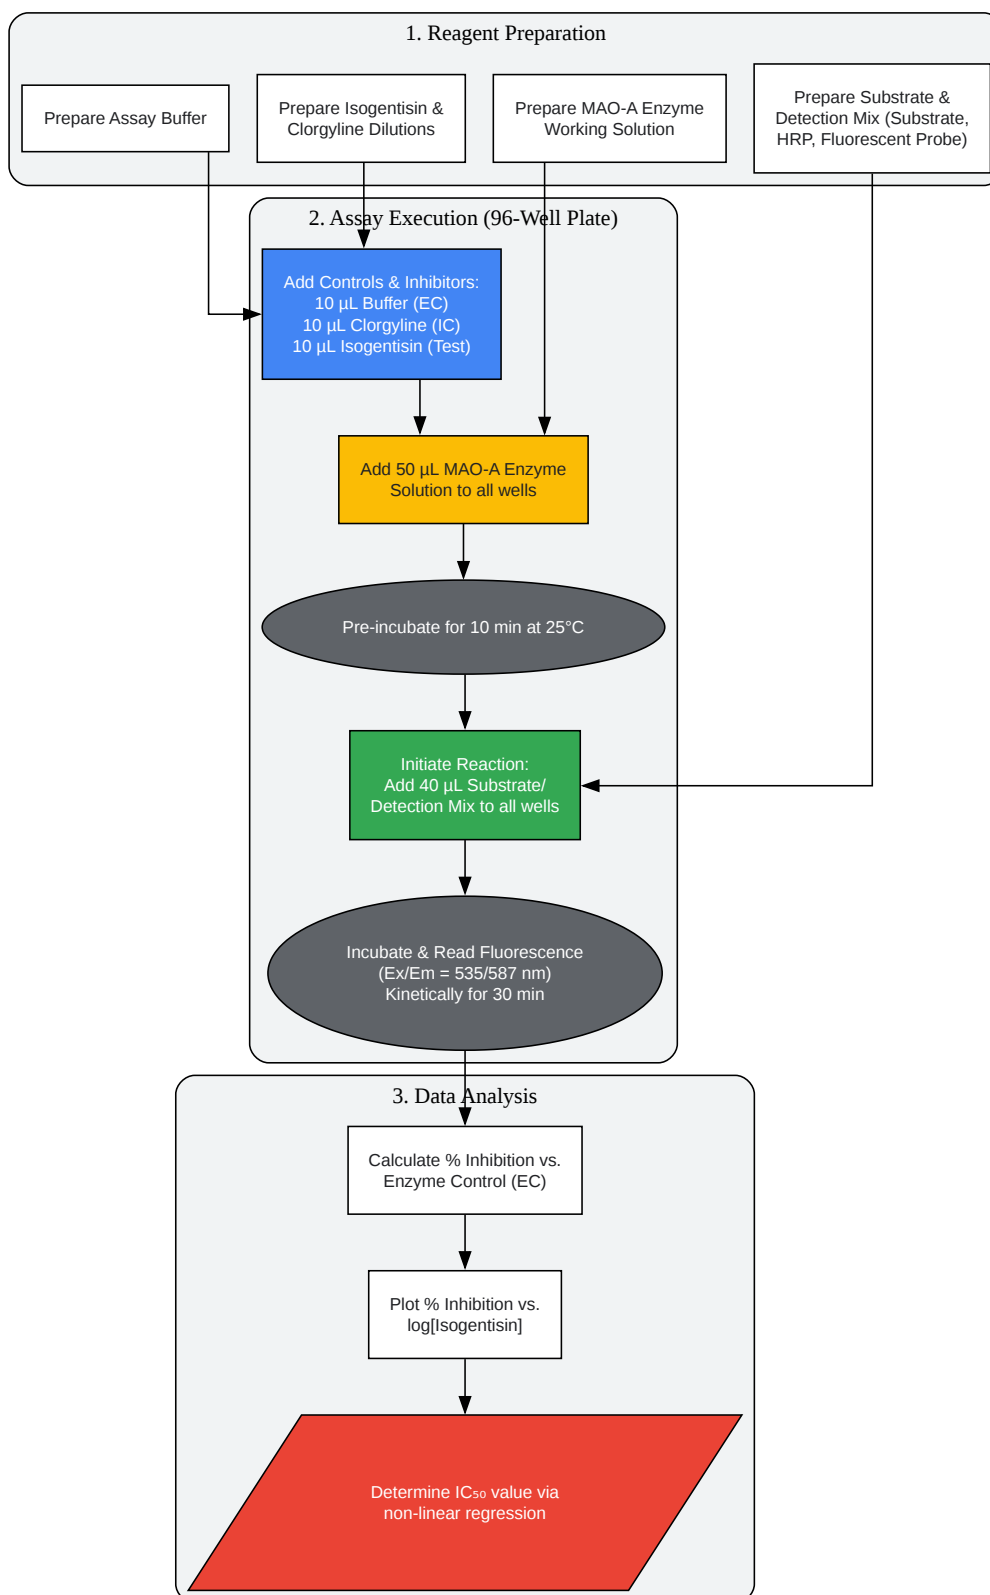 1. Reagent Preparation
Prepare Assay Buffer
Prepare Isogentisin &
Clorgyline Dilutions
Prepare MAO-A Enzyme
Working Solution
Prepare Substrate &
Detection Mix (Substrate,
HRP, Fluorescent Probe)
2. Assay Execution (96-Well Plate)
Add Controls & Inhibitors:
10 µL Buffer (EC)
10 µL Clorgyline (IC)
10 µL Isogentisin (Test)
Add 50 µL MAO-A Enzyme
Solution to all wells
Pre-incubate for 10 min at 25°C
Initiate Reaction:
Add 40 µL Substrate/
Detection Mix to all wells
Incubate & Read Fluorescence
(Ex/Em = 535/587 nm)
Kinetically for 30 min
3. Data Analysis
Calculate % Inhibition vs.
Enzyme Control (EC)
Plot % Inhibition vs.
log[Isogentisin]
Determine IC₅₀ value via
non-linear regression